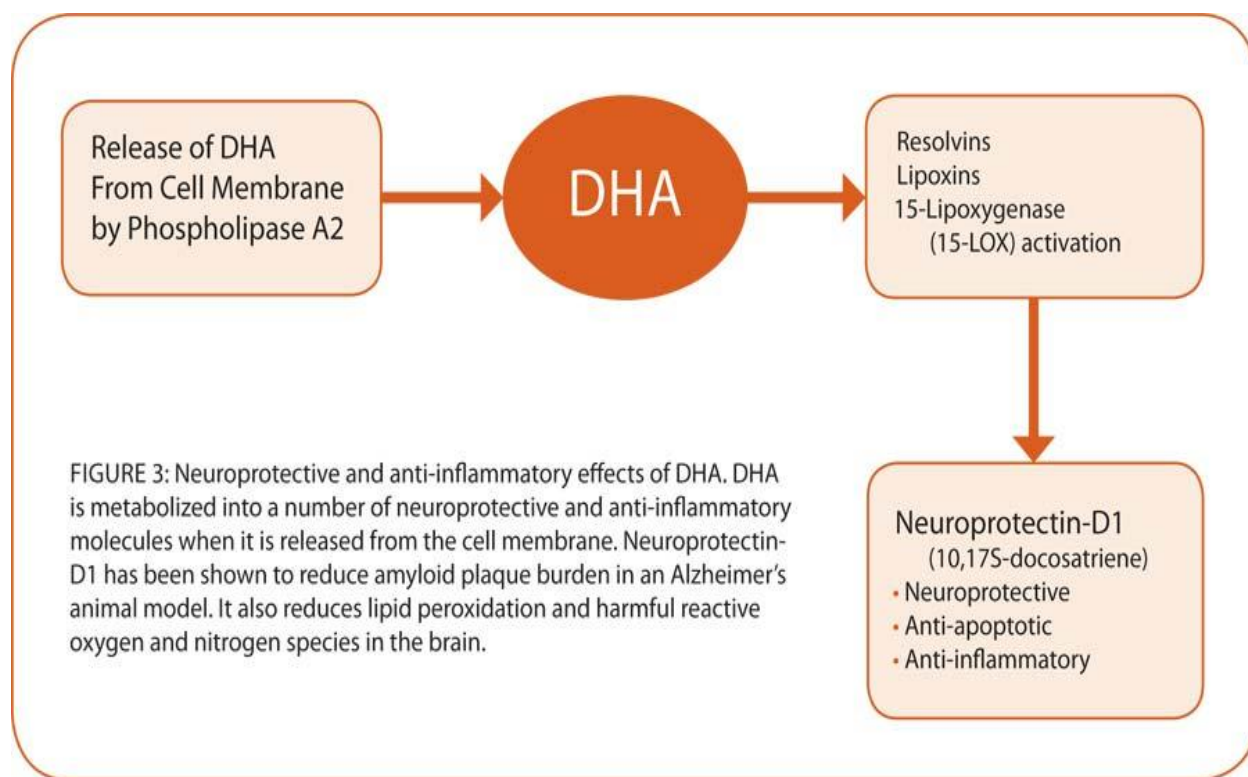 Release of DHA
From Cell Membrane
by Phospholipase A2
DHA
Resolvins
Lipoxins
15-Lipoxygenase
(15-LOX) activation
FIGURE 3: Neuroprotective and anti-inflammatory effects of DHA. DHA
is metabolized into a number of neuroprotective and anti-inflammatory
molecules when it is released from the cell membrane. Neuroprotectin-
D1 has been shown to reduce amyloid plaque burden in an Alzheimer's
animal model. It also reduces lipid peroxidation and harmful reactive
oxygen and nitrogen species in the brain.
Neuroprotectin-D1
(10,17S-docosatriene)
• Neuroprotective
• Anti-apoptotic
• Anti-inflammatory